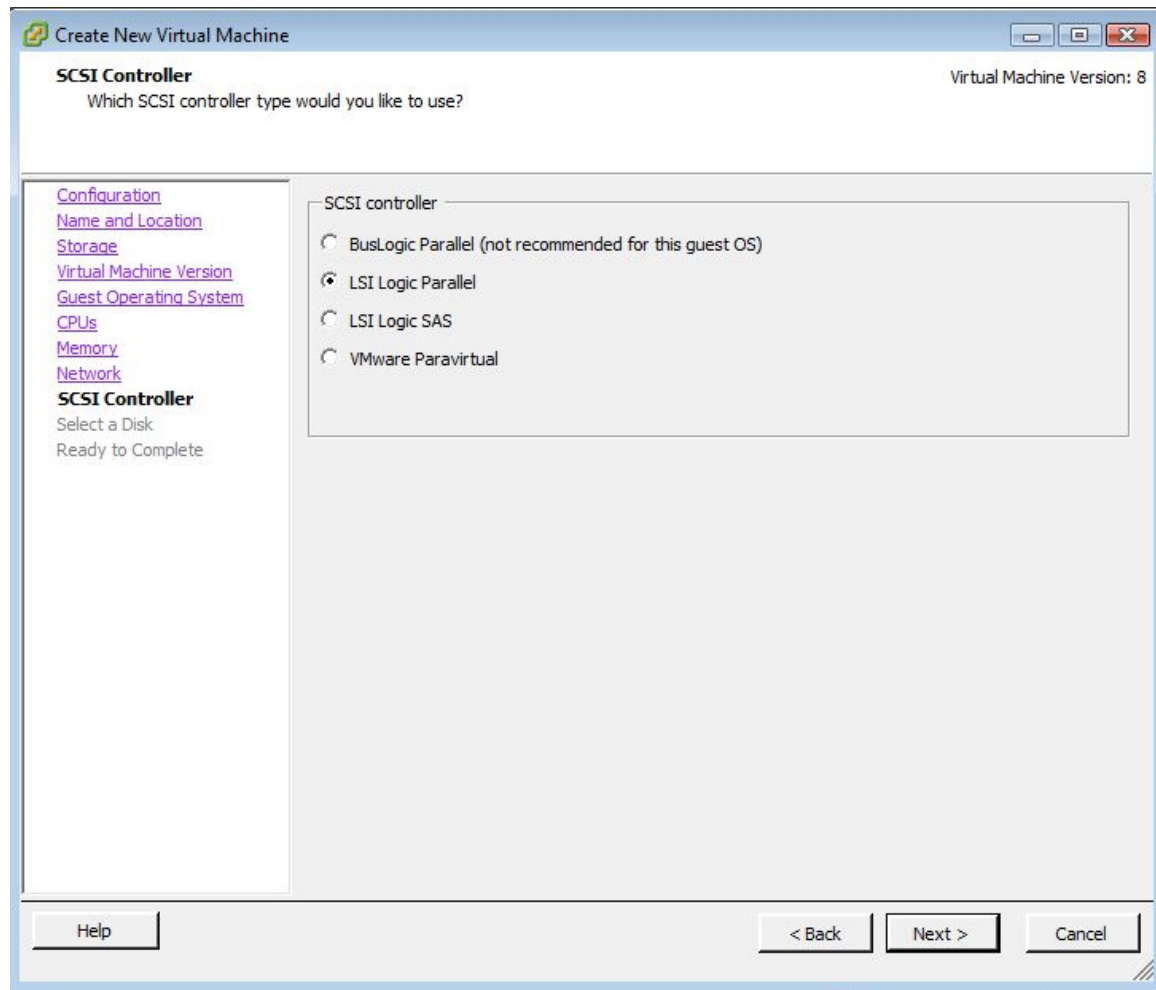 Create New Virtual Machine
SCSI Controller
Virtual Machine Version: 8
Which SCSI controller type would you like to use?
Configuration
Name and Location
Storage
Virtual Machine Version
Guest Operating System
CPUs
Memory
Network
SCSI Controller
Select a Disk
Ready to Complete
SCSI controller
BusLogic Parallel (not recommended for this guest OS)
LSI Logic Parallel
LSI Logic SAS
VMware Paravirtual
Help
< Back
Next >
Cancel